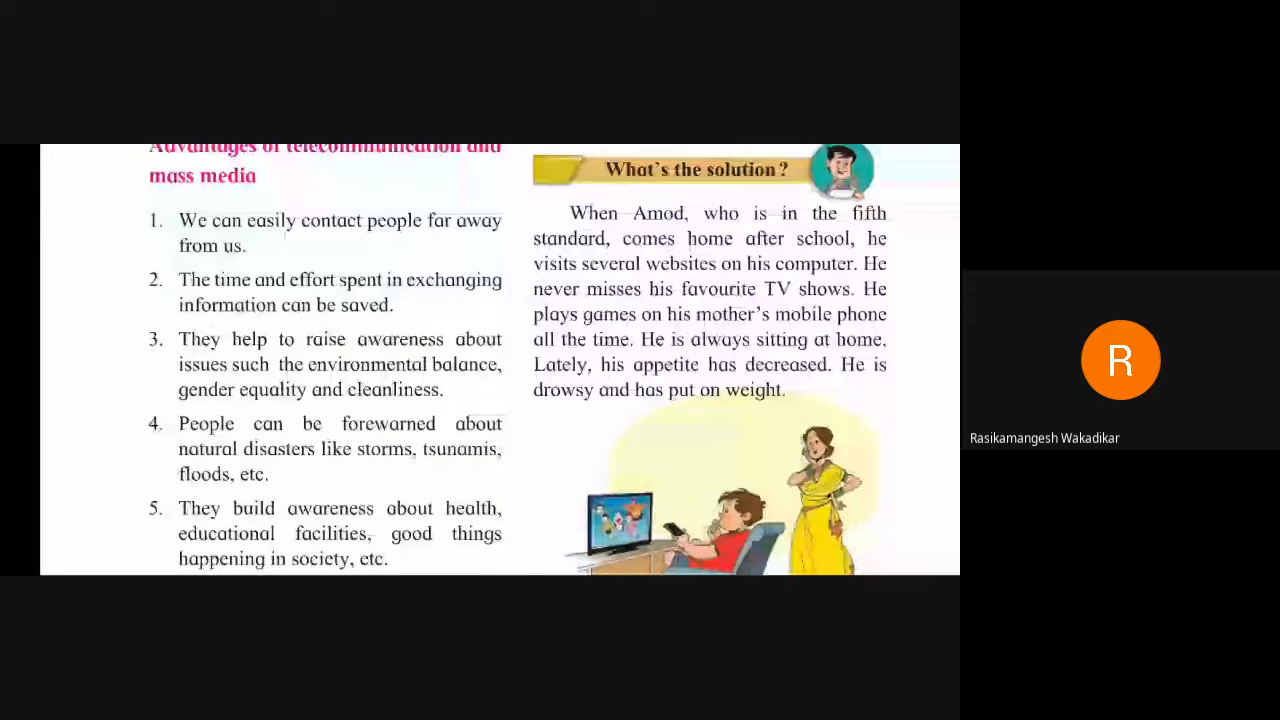 Advantages of telecommunication and
mass media
1. We can easily contact people far away
from us.
2. The time and effort spent in exchanging
information can be saved.
3. They help to raise awareness about
issues such the environmental balance,
gender equality and cleanliness.
4. People can be forewarned about
natural disasters like storms, tsunamis,
floods, etc.
5. They build awareness about health,
educational facilities, good things
happening in society, etc.
What's the solution ?
When Amod, who is in the fifth
standard, comes home after school, he
visits several websites on his computer. He
never misses his favourite TV shows. He
plays games on his mother's mobile phone
all the time. He is always sitting at home.
Lately, his appetite has decreased. He is
drowsy and has put on weight.
R
Rasikamangesh Wakadikar